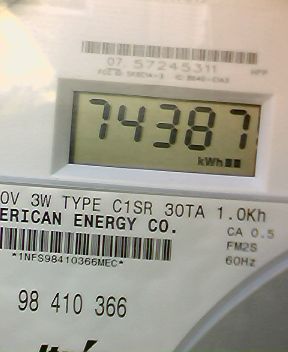 07 57245311
74387
kWh
0V 3W TYPE C1SR 30TA 1.0Kh
ERICAN ENERGY CO.
CA 0.5
FM2S
*1NFS98410366MEC*
60Hz
98 410 366